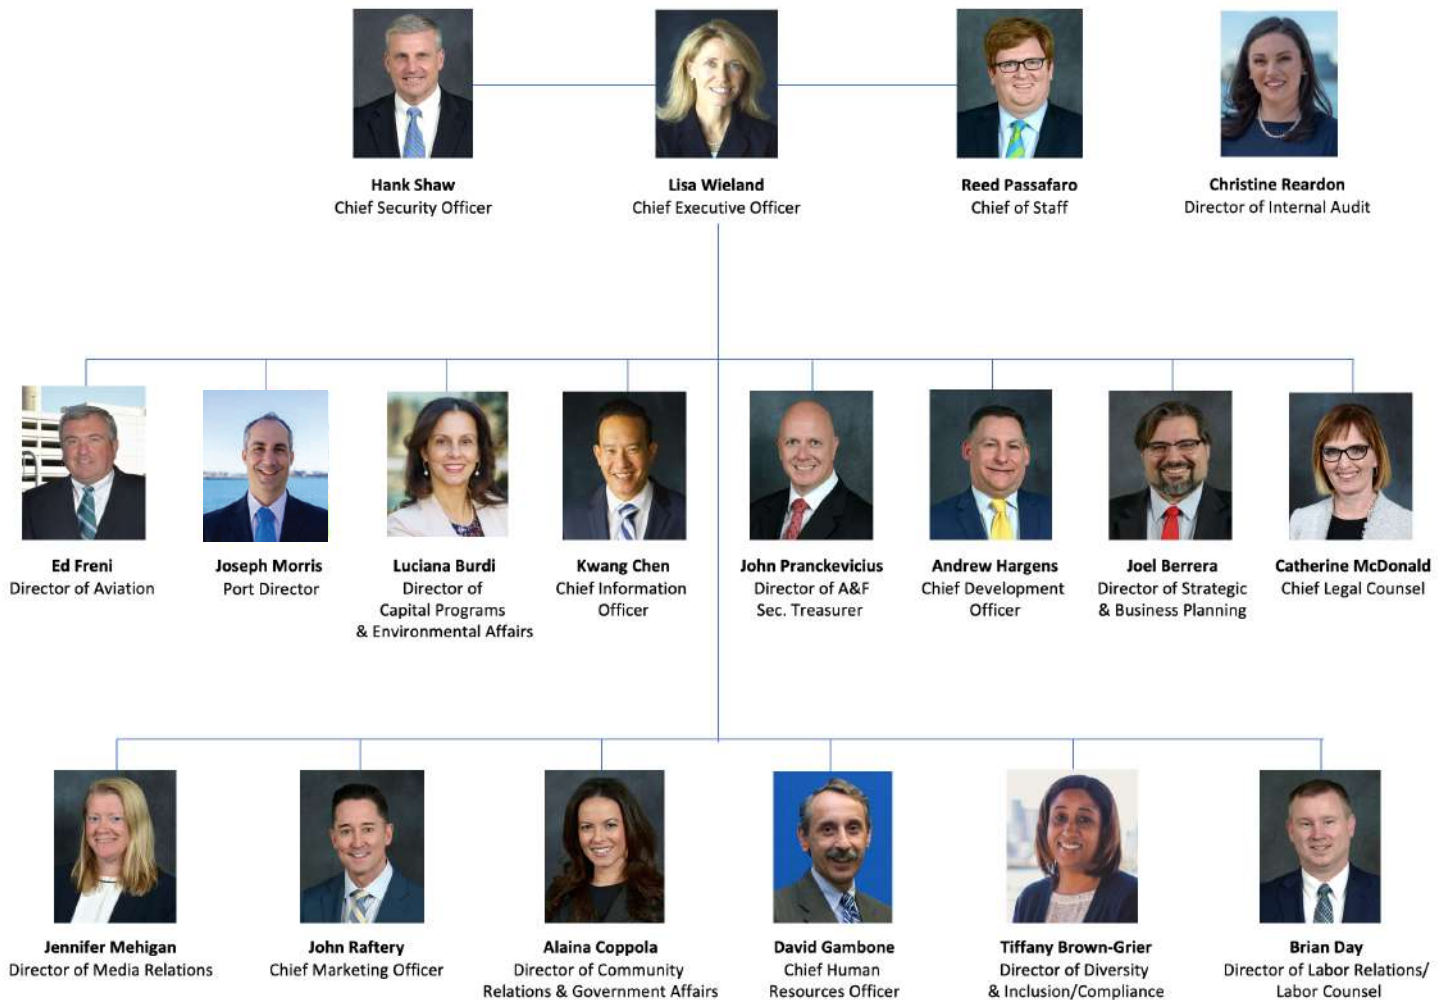 Hank Shaw
Chief Security Officer
Lisa Wieland
Chief Executive Officer
Reed Passafaro
Chief of Staff
Christine Reardon
Director of Internal Audit
Ed Freni
Director of Aviation
Joseph Morris
Port Director
Luciana Burdi
Director of
Capital Programs
& Environmental Affairs
Kwang Chen
Chief Information
Officer
John Pranckevicius
Director of A&F
Sec. Treasurer
Andrew Hargens
Chief Development
Officer
Joel Berrera
Director of Strategic
& Business Planning
Catherine McDonald
Chief Legal Counsel
Jennifer Mehigan
Director of Media Relations
John Raftery
Chief Marketing Officer
Alaina Coppola
Director of Community
Relations & Government Affairs
David Gambone
Chief Human
Resources Officer
Tiffany Brown-Grier
Director of Diversity
& Inclusion/Compliance
Brian Day
Director of Labor Relations/
Labor Counsel